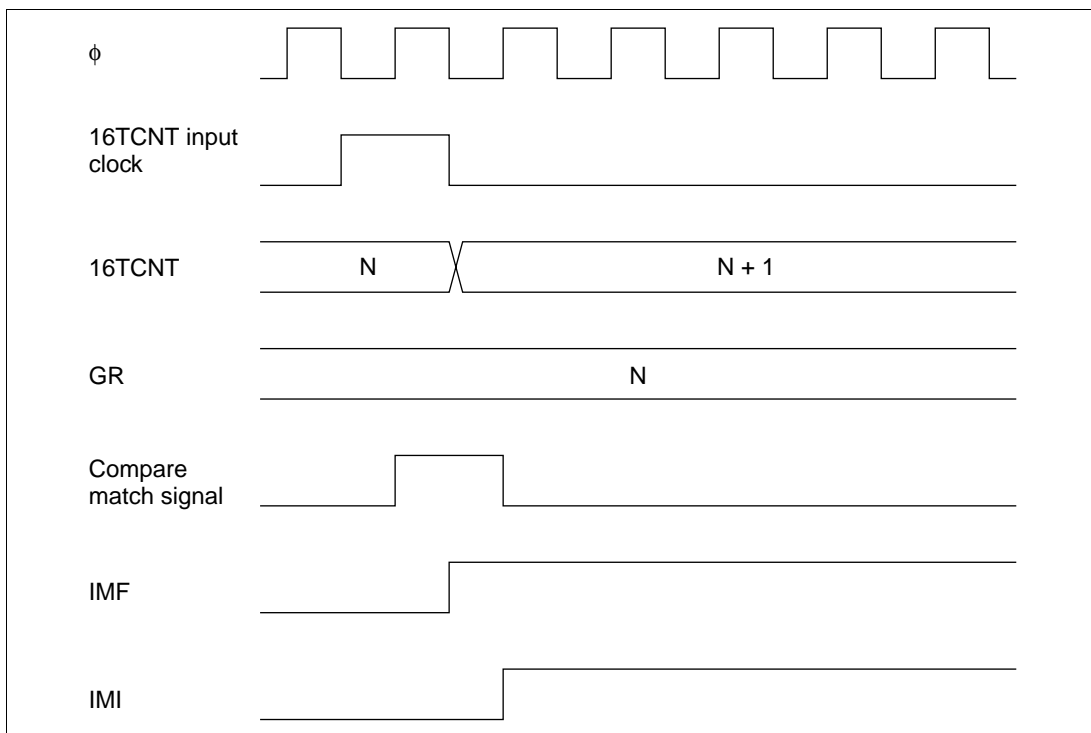 ϕ
16TCNT input
clock
16TCNT
N
N + 1
GR
N
Compare
match signal
IMF
IMI